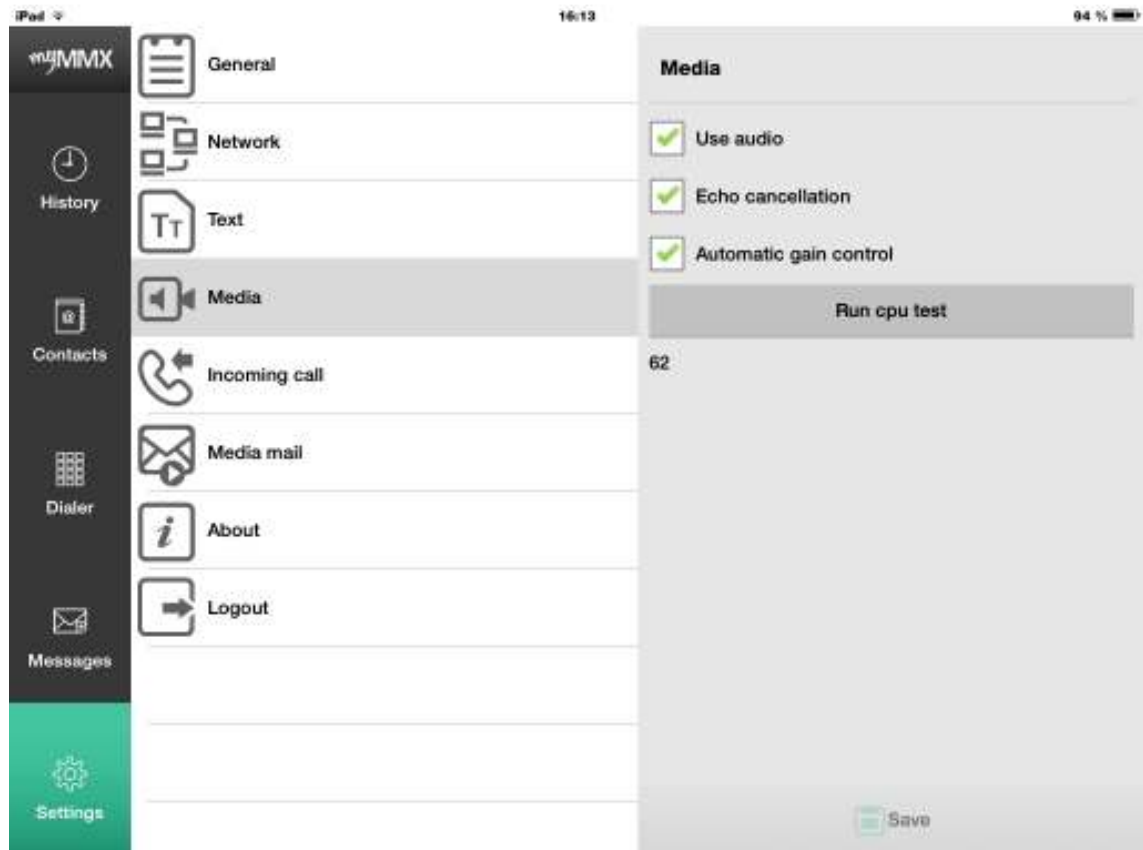 iPad 16:13 94 %
myMMX
History
Contacts
Dialer
Messages
Settings
General
Network
Text
Media
Incoming call
Media mail
About
Logout
Media
Use audio
Echo cancellation
Automatic gain control
Run cpu test
62
Save